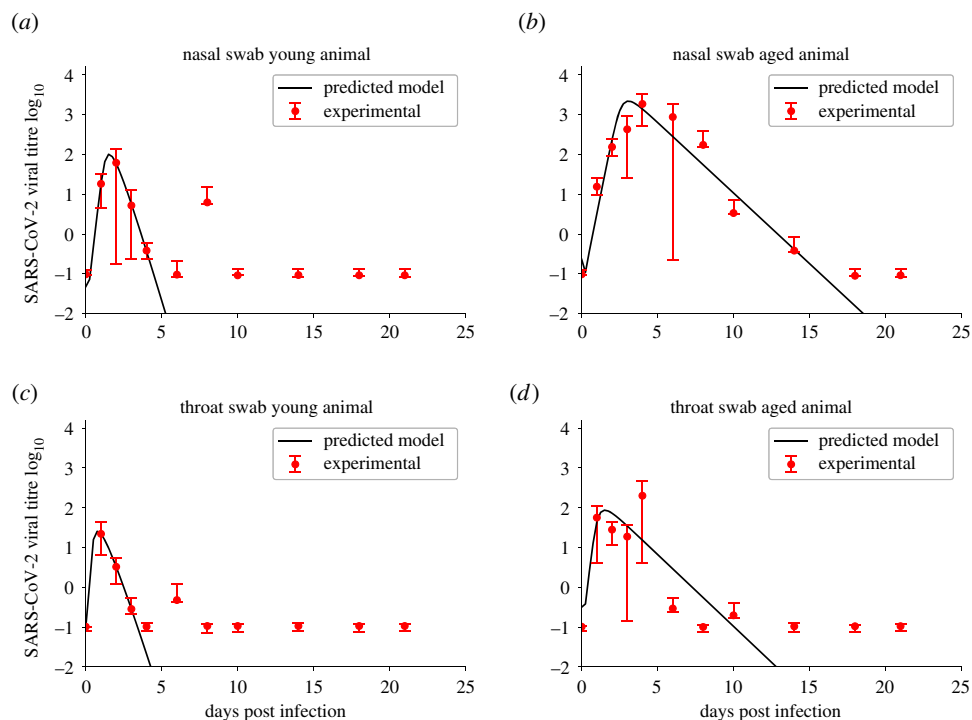 (a)
nasal swab young animal
SARS-CoV-2 viral titre log10
4
3
2
1
0
−1
−2
predicted model
experimental
0 5 10 15 20 25
(b)
nasal swab aged animal
4
3
2
1
0
−1
−2
predicted model
experimental
0 5 10 15 20 25
(c)
throat swab young animal
SARS-CoV-2 viral titre log10
4
3
2
1
0
−1
−2
predicted model
experimental
0 5 10 15 20 25
days post infection
(d)
throat swab aged animal
4
3
2
1
0
−1
−2
predicted model
experimental
0 5 10 15 20 25
days post infection